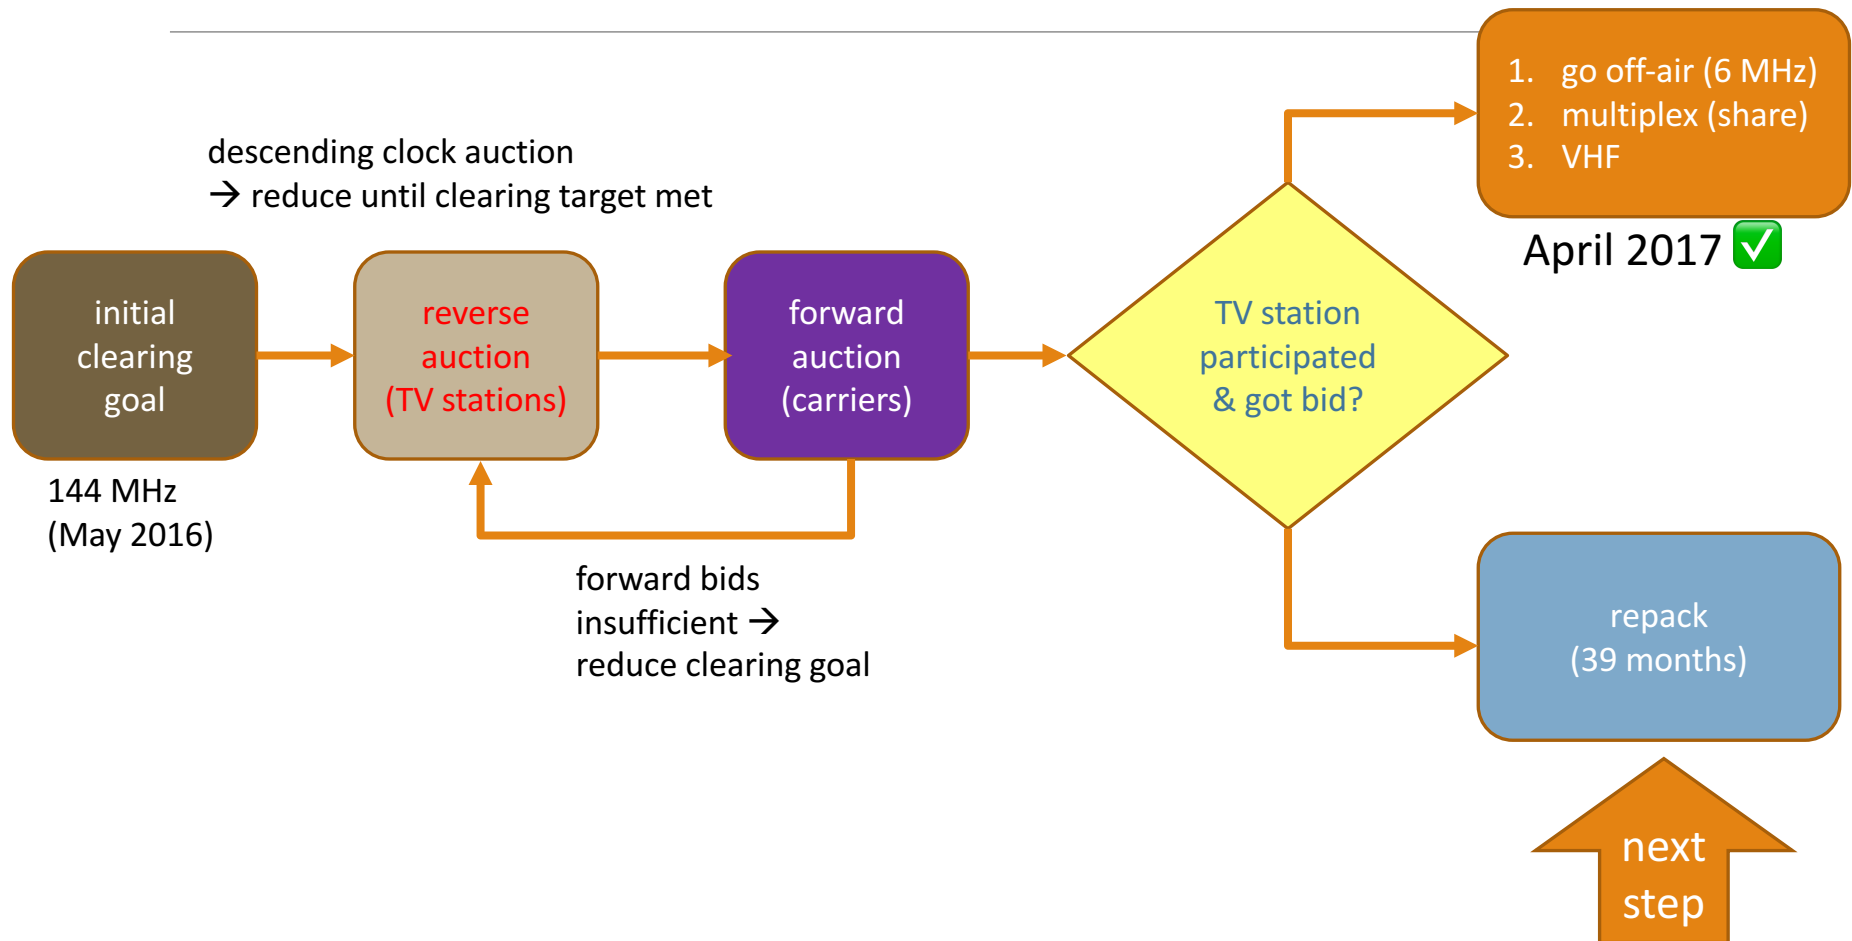 descending clock auction
→ reduce until clearing target met
initial
clearing
goal
144 MHz
(May 2016)
reverse
auction
(TV stations)
forward
auction
(carriers)
forward bids
insufficient →
reduce clearing goal
TV station
participated
& got bid?
1. go off-air (6 MHz)
2. multiplex (share)
3. VHF
April 2017 ✅
repack
(39 months)
next
step